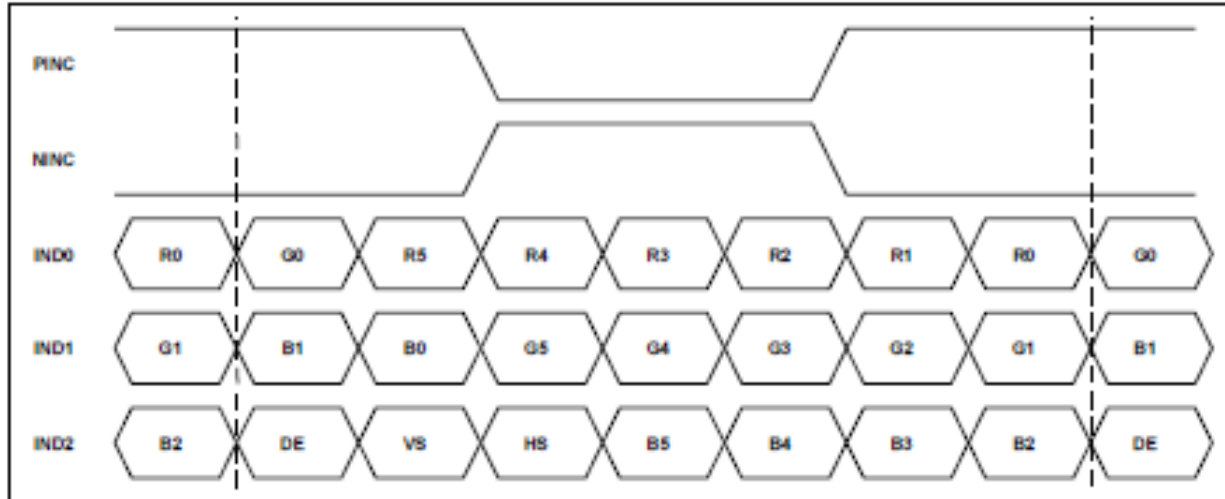 PINC
NINC
IND0 R0 G0 R5 R4 R3 R2 R1 R0 G0
IND1 G1 B1 B0 G5 G4 G3 G2 G1 B1
IND2 B2 DE VS HS B5 B4 B3 B2 DE